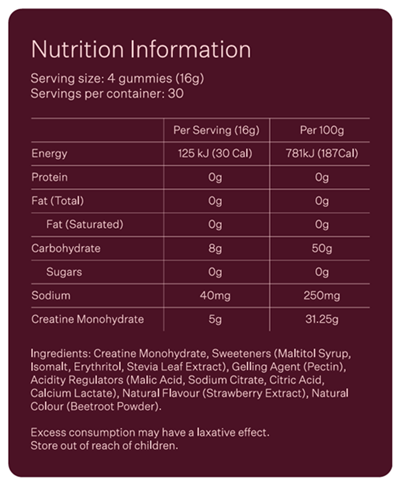 Nutrition Information
Serving size: 4 gummies (16g)
Servings per container: 30
Per Serving (16g) Per 100g
Energy 125 kJ (30 Cal) 781kJ (187Cal)
Protein 0g 0g
Fat (Total) 0g 0g
Fat (Saturated) 0g 0g
Carbohydrate 8g 50g
Sugars 0g 0g
Sodium 40mg 250mg
Creatine Monohydrate 5g 31.25g
Ingredients: Creatine Monohydrate, Sweeteners (Maltitol Syrup,
Isomalt, Erythritol, Stevia Leaf Extract), Gelling Agent (Pectin),
Acidity Regulators (Malic Acid, Sodium Citrate, Citric Acid,
Calcium Lactate), Natural Flavour (Strawberry Extract), Natural
Colour (Beetroot Powder).
Excess consumption may have a laxative effect.
Store out of reach of children.